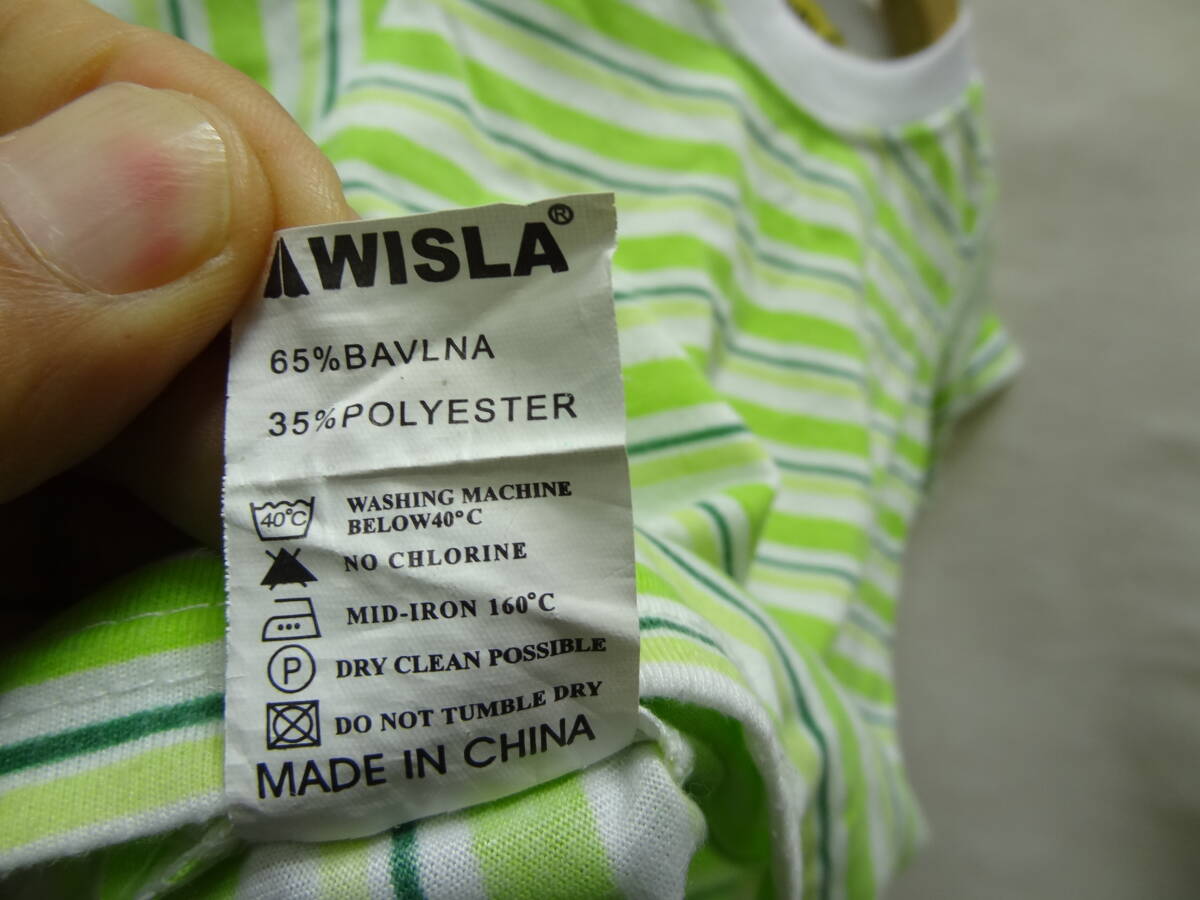 WISLA®
65%BAVLNA
35%POLYESTER
40°C
WASHING MACHINE
BELOW40°C
NO CHLORINE
MID-IRON 160°C
P
DRY CLEAN POSSIBLE
DO NOT TUMBLE DRY
MADE IN CHINA